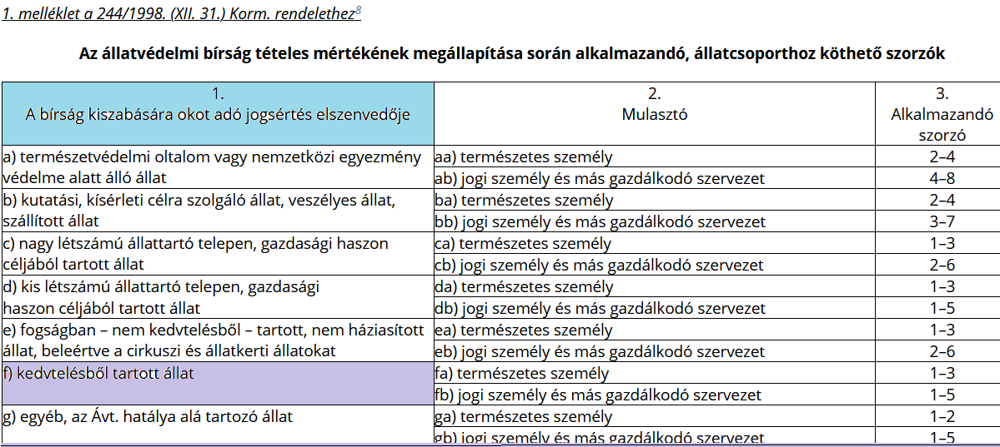 1. melléklet a 244/1998. (XII. 31.) Korm. rendelethez8
Az állatvédelmi bírság tételes mértékének megállapítása során alkalmazandó, állatcsoporthoz köthető szorzók
1.
A bírság kiszabására okot adó jogsértés elszenvedője
2.
Mulasztó
3.
Alkalmazandó
szorzó
a) természetvédelmi oltalom vagy nemzetközi egyezmény
védelme alatt álló állat
aa) természetes személy
2–4
ab) jogi személy és más gazdálkodó szervezet
4–8
b) kutatási, kísérleti célra szolgáló állat, veszélyes állat,
szállított állat
ba) természetes személy
2–4
bb) jogi személy és más gazdálkodó szervezet
3–7
c) nagy létszámú állattartó telepen, gazdasági haszon
céljából tartott állat
ca) természetes személy
1–3
cb) jogi személy és más gazdálkodó szervezet
2–6
d) kis létszámú állattartó telepen, gazdasági
haszon céljából tartott állat
da) természetes személy
1–3
db) jogi személy és más gazdálkodó szervezet
1–5
e) fogságban – nem kedvtelésből – tartott, nem háziasított
állat, beleértve a cirkuszi és állatkerti állatokat
ea) természetes személy
1–3
eb) jogi személy és más gazdálkodó szervezet
2–6
f) kedvtelésből tartott állat
fa) természetes személy
1–3
fb) jogi személy és más gazdálkodó szervezet
1–5
g) egyéb, az Ávt. hatálya alá tartozó állat
ga) természetes személy
1–2
gb) jogi személy és más gazdálkodó szervezet
1–5